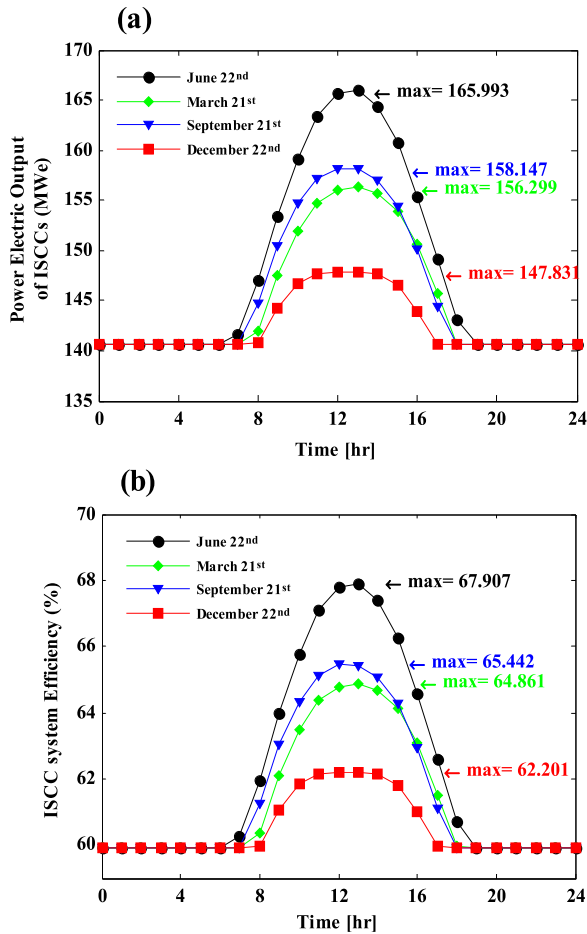 (a)
Power Electric Output
of ISCCs (MWe)
170
165
160
155
150
145
140
135
June 22nd
March 21st
September 21st
December 22nd
max= 165.993
max= 158.147
max= 156.299
max= 147.831
0 4 8 12 16 20 24
Time [hr]
(b)
ISCC system Efficiency (%)
70
68
66
64
62
60
June 22nd
March 21st
September 21st
December 22nd
max= 67.907
max= 65.442
max= 64.861
max= 62.201
0 4 8 12 16 20 24
Time [hr]